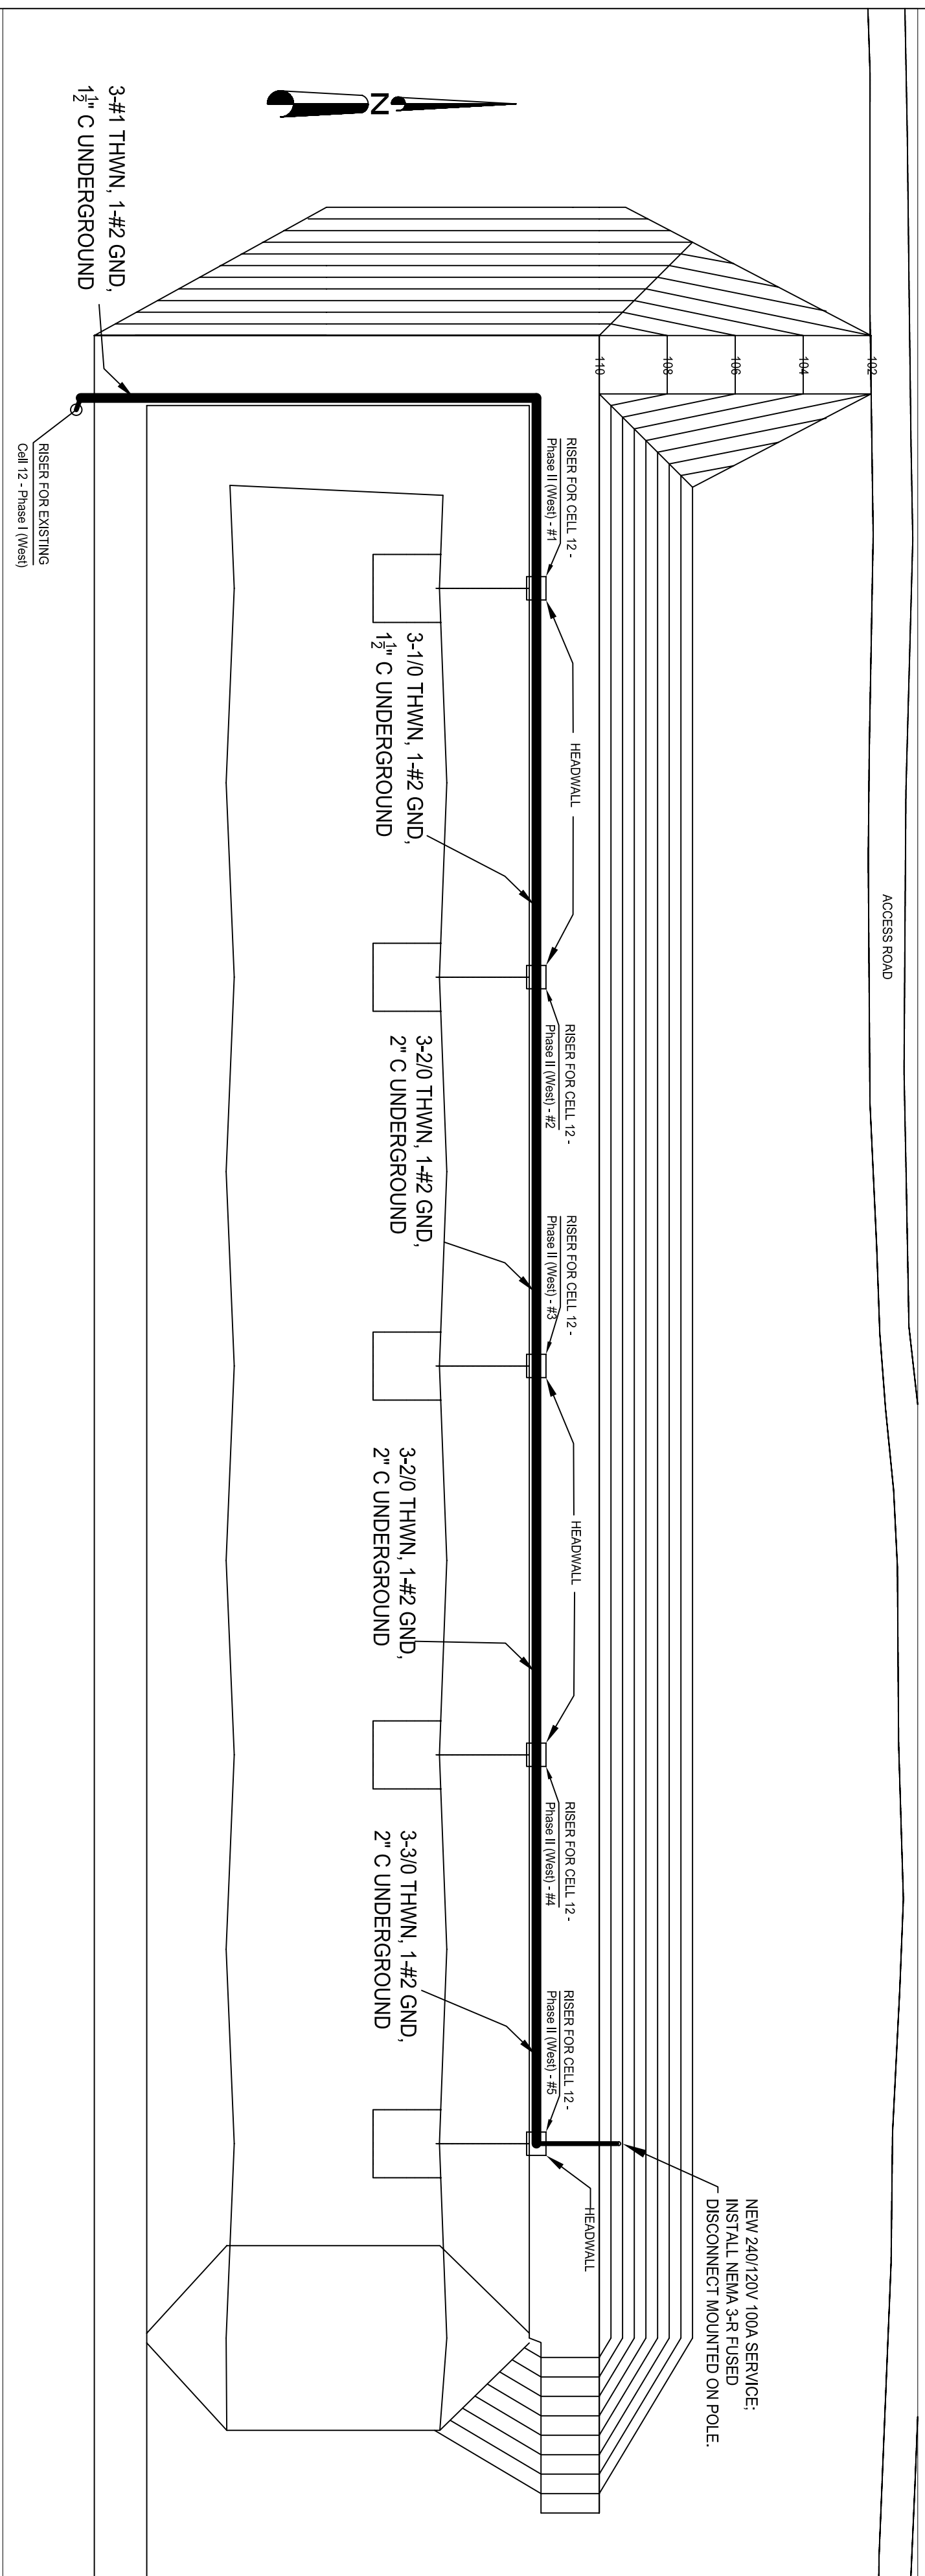 N
3-#1 THWN, 1-#2 GND,
1½" C UNDERGROUND
RISER FOR EXISTING
Cell 12 - Phase I (West)
110
108
106
104
102
RISER FOR CELL 12 -
Phase II (West) - #1
HEADWALL
3-1/0 THWN, 1-#2 GND,
1½" C UNDERGROUND
ACCESS ROAD
RISER FOR CELL 12 -
Phase II (West) - #2
3-2/0 THWN, 1-#2 GND,
2" C UNDERGROUND
RISER FOR CELL 12 -
Phase II (West) - #3
HEADWALL
3-2/0 THWN, 1-#2 GND,
2" C UNDERGROUND
RISER FOR CELL 12 -
Phase II (West) - #4
3-3/0 THWN, 1-#2 GND,
2" C UNDERGROUND
RISER FOR CELL 12 -
Phase II (West) - #5
HEADWALL
NEW 240/120V 100A SERVICE;
INSTALL NEMA 3-R FUSED
DISCONNECT MOUNTED ON POLE.